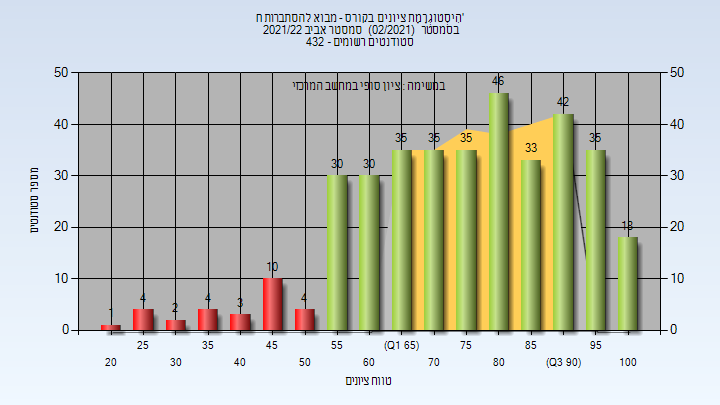 היסטוגרמת ציונים בקורס - מבוא להסתברות ח'
בסמסטר (02/2021) סמסטר אביב 2021/22
סטודנטים רשומים - 432
במשימה : ציון סופי במחשב המרכזי
50 50
40 40
30 30
20 20
10 10
0 0
1 4 2 4 3 10 4 30 30 35 35 35 46 33 42 35 18
מספר סטודנטים
25 35 45 55 (Q1 65) 75 85 95
20 30 40 50 60 70 80 (Q3 90) 100
טווח ציונים